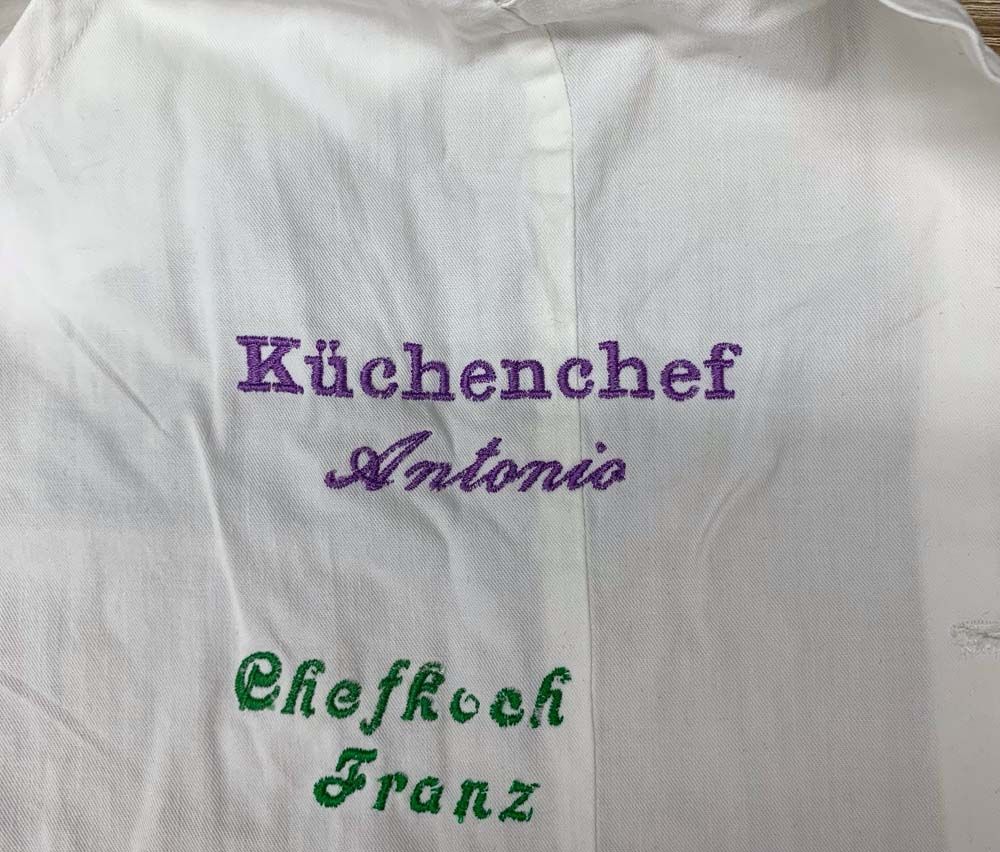 Küchenchef
Antonio
Chefkoch
Franz